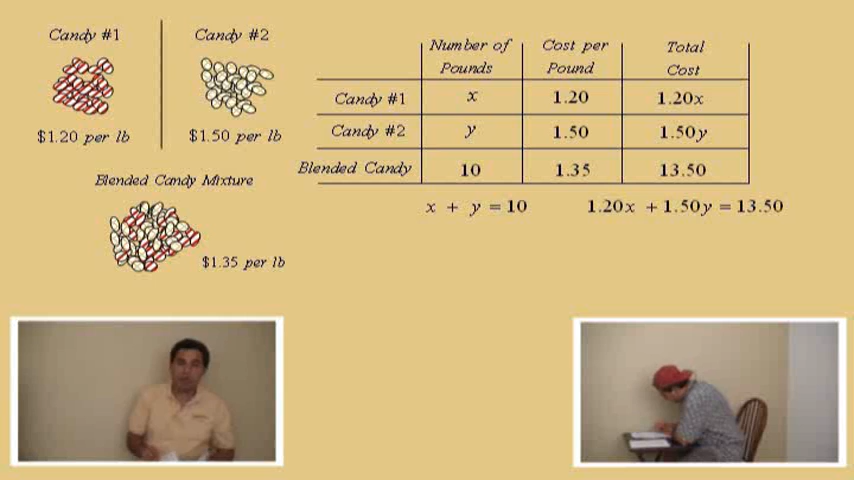 Candy #1
Candy #2
$1.20 per lb
$1.50 per lb
Blended Candy Mixture
$1.35 per lb
Number of Pounds
Cost per Pound
Total Cost
Candy #1 x 1.20 1.20x
Candy #2 y 1.50 1.50y
Blended Candy 10 1.35 13.50
x + y = 10
1.20x + 1.50y = 13.50